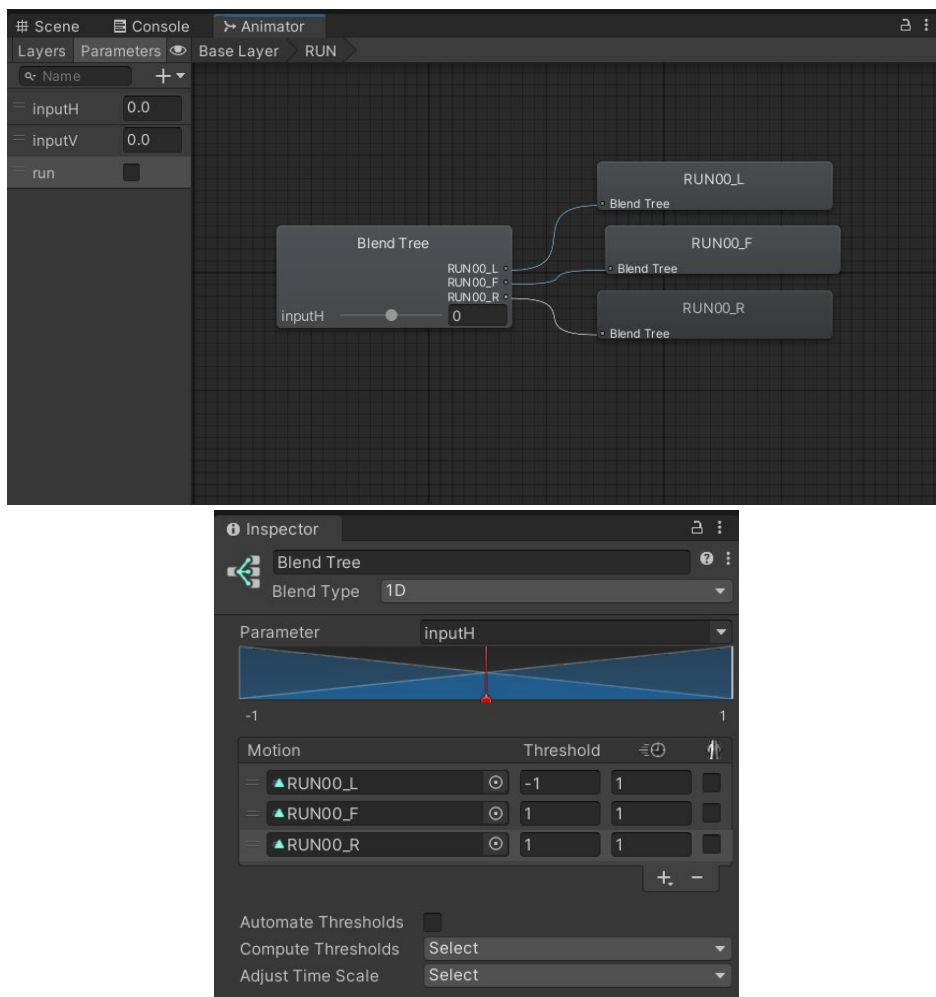 Scene Console Animator
Layers Parameters Base Layer RUN
Name
inputH 0.0
inputV 0.0
run
RUN00_L
Blend Tree
Blend Tree
RUN00_F
RUN00_L
Blend Tree
RUN00_F
RUN00_R
RUN00_R
inputH 0
Blend Tree
Inspector
Blend Tree
Blend Type 1D
Parameter inputH
-1 1
Motion Threshold
RUN00_L -1 1
RUN00_F 1 1
RUN00_R 1 1
Automate Thresholds
Compute Thresholds Select
Adjust Time Scale Select